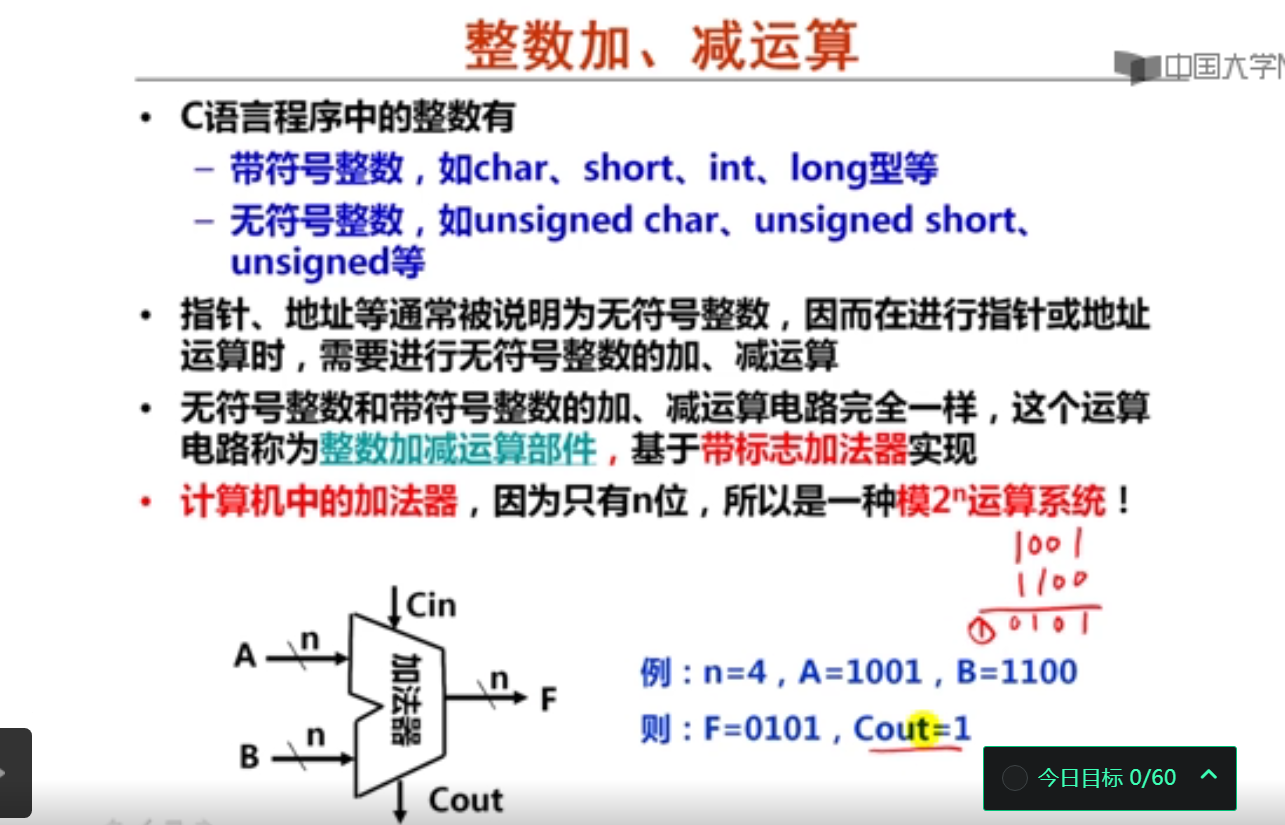 整数加、减运算
中国大学
• C语言程序中的整数有
– 带符号整数，如char、short、int、long型等
– 无符号整数，如unsigned char、unsigned short、
unsigned等
• 指针、地址等通常被说明为无符号整数，因而在进行指针或地址
运算时，需要进行无符号整数的加、减运算
• 无符号整数和带符号整数的加、减运算电路完全一样，这个运算
电路称为整数加减运算部件，基于带标志加法器实现
• 计算机中的加法器，因为只有n位，所以是一种模2ⁿ运算系统！
1001
1100
① 0101
Cin
A
n
加法器
n
F
B
n
Cout
例：n=4，A=1001，B=1100
则：F=0101，Cout=1
今日目标 0/60